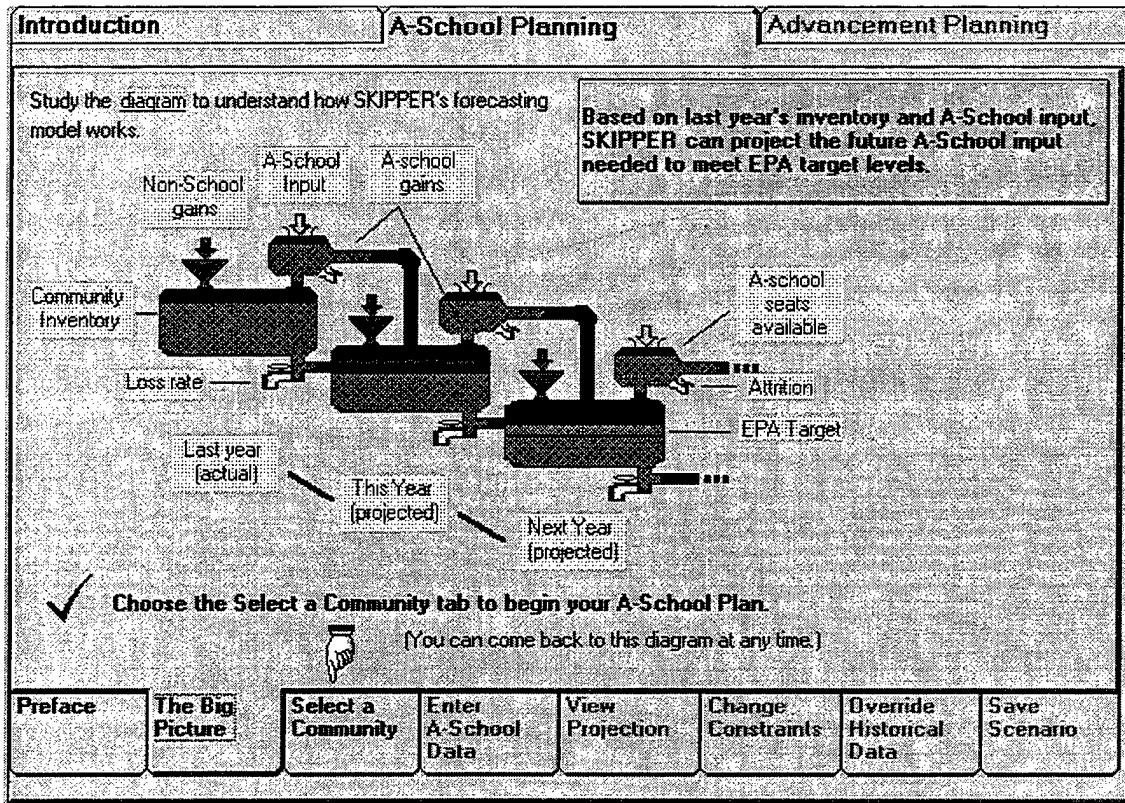 Introduction
A-School Planning
Advancement Planning
Study the diagram to understand how SKIPPER's forecasting
model works.
Based on last year's inventory and A-School input,
SKIPPER can project the future A-School input
needed to meet EPA target levels.
Non-School
gains
A-School
Input
A-school
gains
Community
Inventory
A-school
seats
available
Loss rate
Attrition
EPA Target
Last year
(actual)
This Year
(projected)
Next Year
(projected)
Choose the Select a Community tab to begin your A-School Plan.
(You can come back to this diagram at any time.)
Preface
The Big
Picture
Select a
Community
Enter
A-School
Data
View
Projection
Change
Constraints
Override
Historical
Data
Save
Scenario